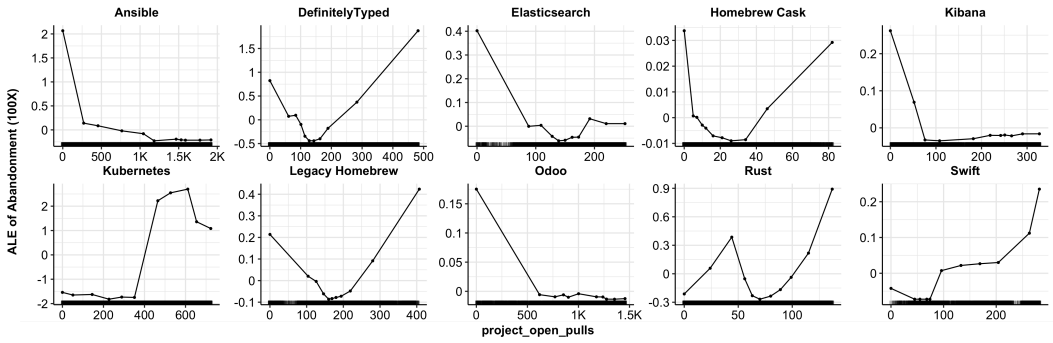 Ansible DefinitelyTyped Elasticsearch Homebrew Cask Kibana
2 1.5 1 0.5 0
0 500 1K 1.5K 2K
1.5 1.0 0.5 0.0 -0.5
0 100 200 300 400 500
0.4 0.3 0.2 0.1 0
0 100 200
0.03 0.02 0.01 0 -0.01
0 20 40 60 80
0.2 0.1 0
0 100 200 300
Kubernetes Legacy Homebrew Odoo Rust Swift
2 1 0 -1 -2
0 200 400 600
0.4 0.3 0.2 0.1 0 -0.1
0 100 200 300 400
0.15 0.10 0.05 0
0 500 1K 1.5K
0.9 0.6 0.3 0 -0.3
0 50 100
0.2 0.1 0
0 100 200
ALE of Abandonment (100X)
project_open_pulls